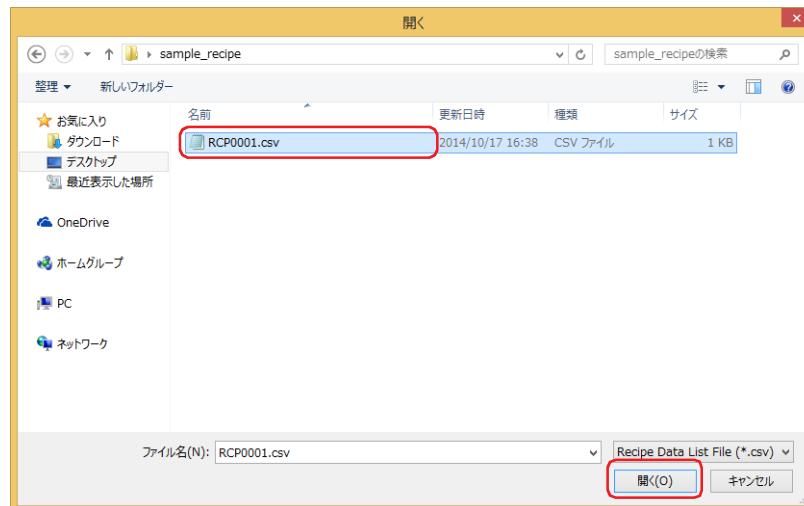 開く
sample_recipe
sample_recipeの検索
整理
新しいフォルダー
名前
更新日時
種類
サイズ
RCP0001.csv
2014/10/17 16:38
CSV ファイル
1 KB
お気に入り
ダウンロード
デスクトップ
最近表示した場所
OneDrive
ホームグループ
PC
ネットワーク
ファイル名(N):
RCP0001.csv
Recipe Data List File (*.csv)
開く(O)
キャンセル